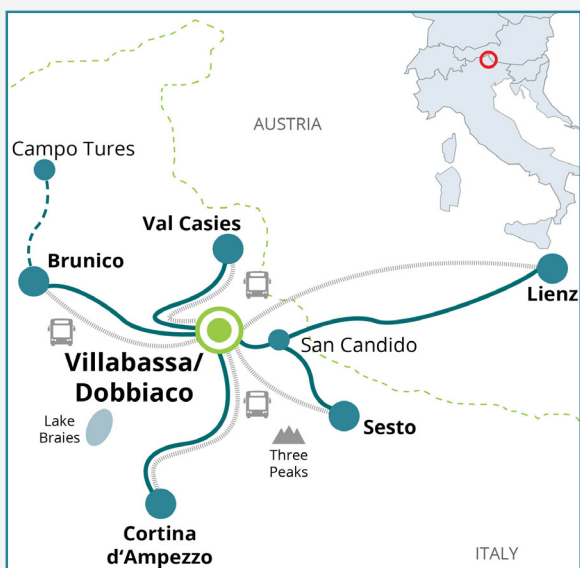 AUSTRIA
Campo Tures
Val Casies
Brunico
Lienz
San Candido
Villabassa/
Dobbiaco
Lake
Braies
Sesto
Three
Peaks
Cortina
d'Ampezzo
ITALY